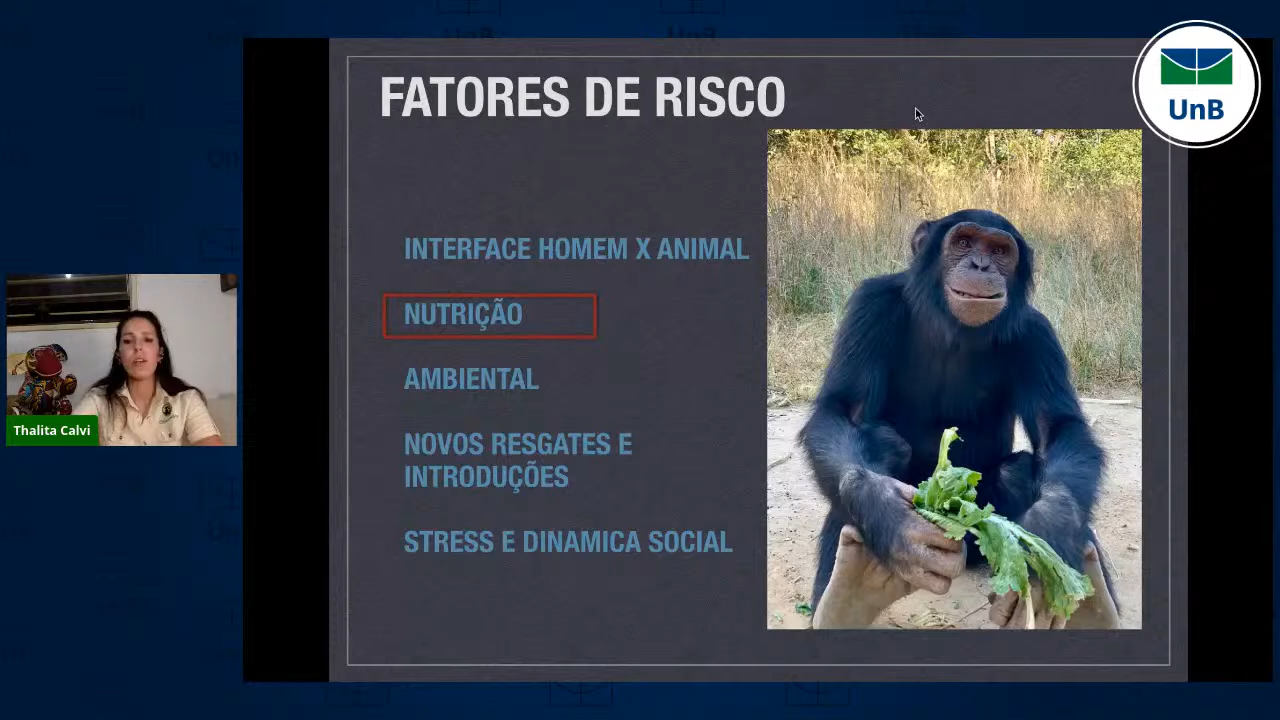 FATORES DE RISCO
UnB
INTERFACE HOMEM X ANIMAL
NUTRIÇÃO
AMBIENTAL
NOVOS RESGATES E
INTRODUÇÕES
STRESS E DINAMICA SOCIAL
Thalita Calvi